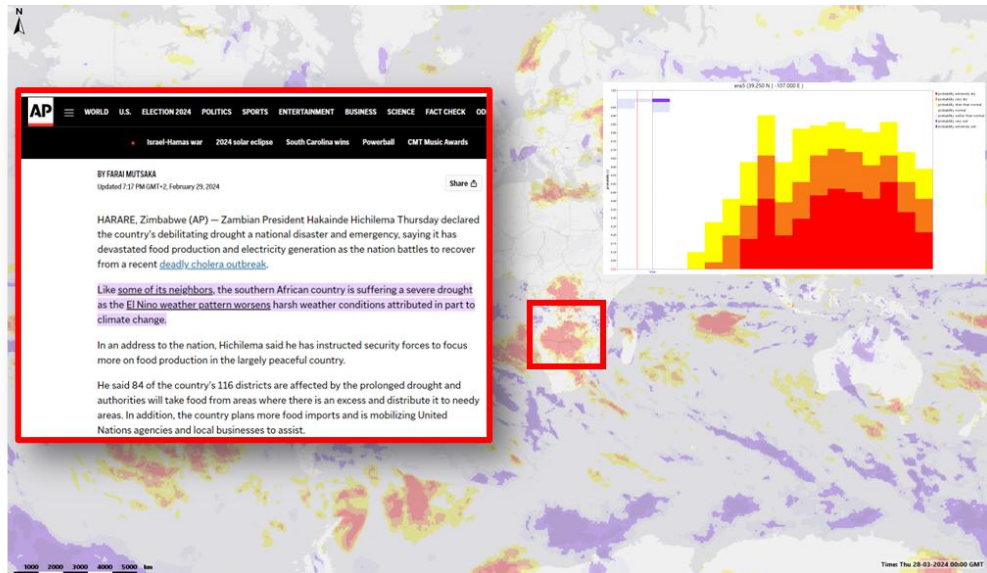 N
AP
WORLD U.S. ELECTION 2024 POLITICS SPORTS ENTERTAINMENT BUSINESS SCIENCE FACT CHECK OD
Israel-Hamas war 2024 solar eclipse South Carolina wins Powerball CMT Music Awards
BY FARAI MUTSAKA
Updated 7:17 PM GMT+2, February 29, 2024
Share
HARARE, Zimbabwe (AP) — Zambian President Hakainde Hichilema Thursday declared
the country's debilitating drought a national disaster and emergency, saying it has
devastated food production and electricity generation as the nation battles to recover
from a recent deadly cholera outbreak.
Like some of its neighbors, the southern African country is suffering a severe drought
as the El Nino weather pattern worsens harsh weather conditions attributed in part to
climate change.
In an address to the nation, Hichilema said he has instructed security forces to focus
more on food production in the largely peaceful country.
He said 84 of the country's 116 districts are affected by the prolonged drought and
authorities will take food from areas where there is an excess and distribute it to needy
areas. In addition, the country plans more food imports and is mobilizing United
Nations agencies and local businesses to assist.
era5 (39.250 N | -107.000 E )
1000 2000 3000 4000 5000 km
Time: Thu 28-03-2024 00:00 GMT